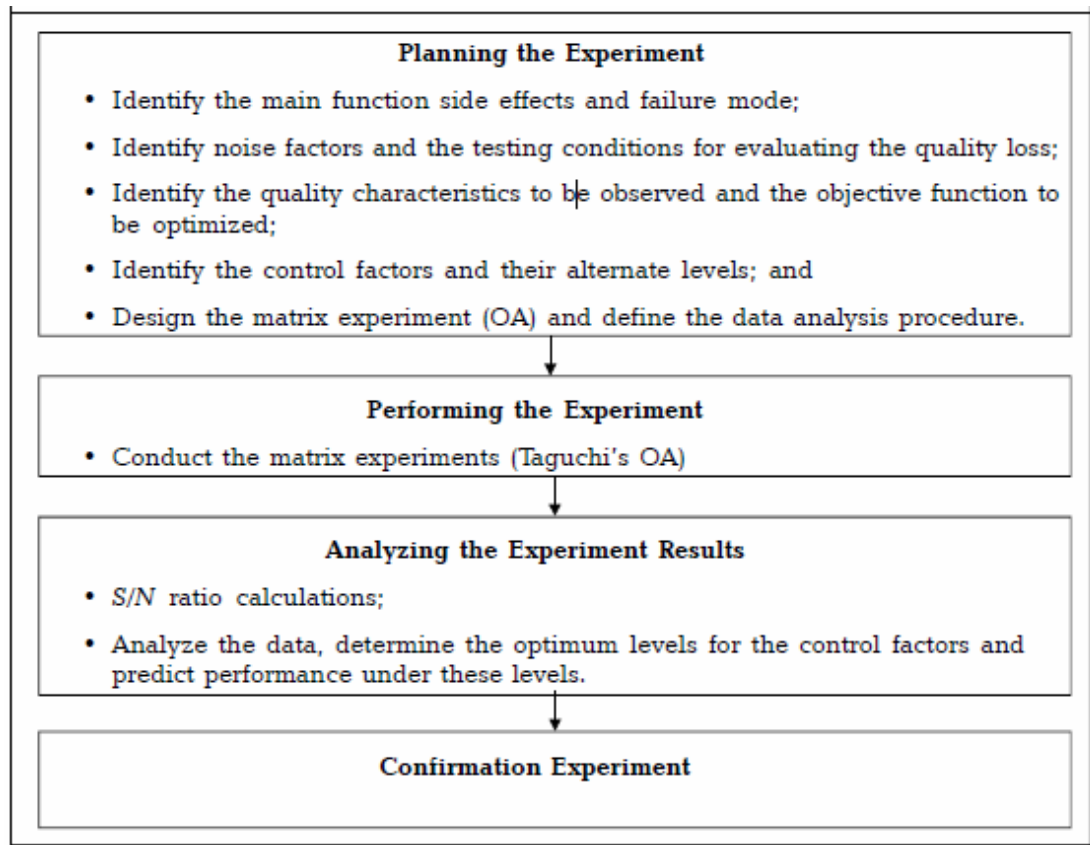 Planning the Experiment
• Identify the main function side effects and failure mode;
• Identify noise factors and the testing conditions for evaluating the quality loss;
• Identify the quality characteristics to be observed and the objective function to
be optimized;
• Identify the control factors and their alternate levels; and
• Design the matrix experiment (OA) and define the data analysis procedure.
Performing the Experiment
• Conduct the matrix experiments (Taguchi's OA)
Analyzing the Experiment Results
• S/N ratio calculations;
• Analyze the data, determine the optimum levels for the control factors and
predict performance under these levels.
Confirmation Experiment